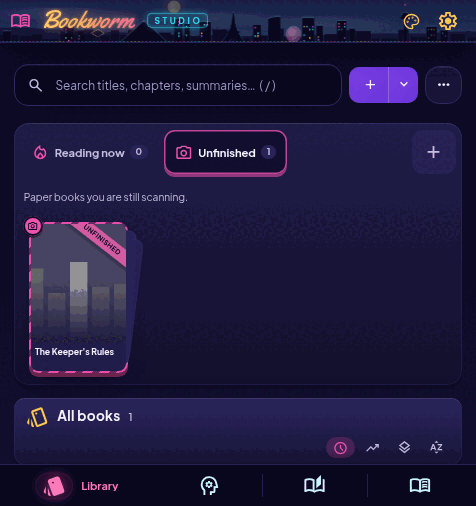 Bookworm STUDIO
Search titles, chapters, summaries... (/)
Reading now 0 Unfinished 1
Paper books you are still scanning.
UNFINISHED
The Keeper's Rules
All books 1
AZ
Library